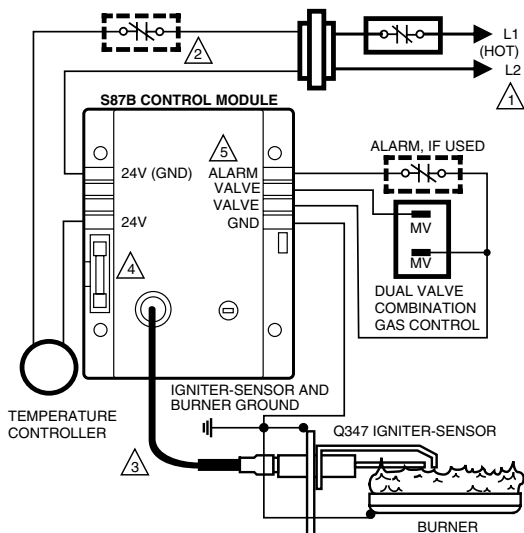 L1
(HOT)
2
L2
1
S87B CONTROL MODULE
5
ALARM, IF USED
24V (GND)
ALARM
VALVE
VALVE
24V
GND
MV
MV
4
DUAL VALVE
COMBINATION
GAS CONTROL
IGNITER-SENSOR AND
BURNER GROUND
TEMPERATURE
CONTROLLER
Q347 IGNITER-SENSOR
3
BURNER